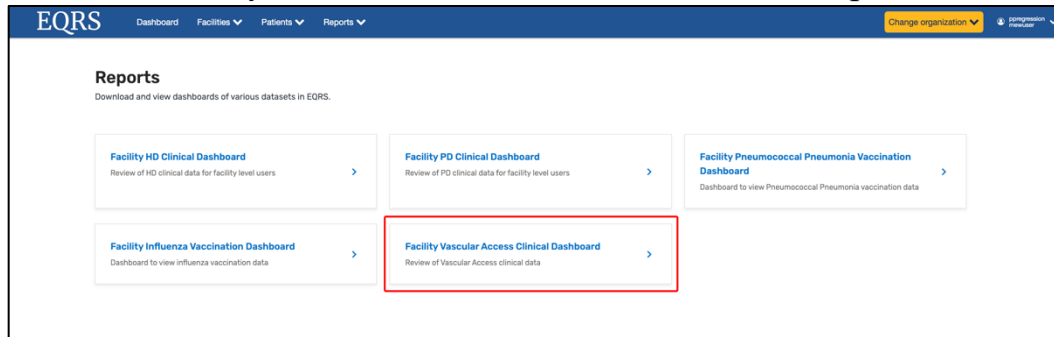 EQRS Dashboard Facilities Patients Reports Change organization ppregression
mewuser
Reports
Download and view dashboards of various datasets in EQRS.
Facility HD Clinical Dashboard
Review of HD clinical data for facility level users
Facility PD Clinical Dashboard
Review of PD clinical data for facility level users
Facility Pneumococcal Pneumonia Vaccination
Dashboard
Dashboard to view Pneumococcal Pneumonia vaccination data
Facility Influenza Vaccination Dashboard
Dashboard to view influenza vaccination data
Facility Vascular Access Clinical Dashboard
Review of Vascular Access clinical data